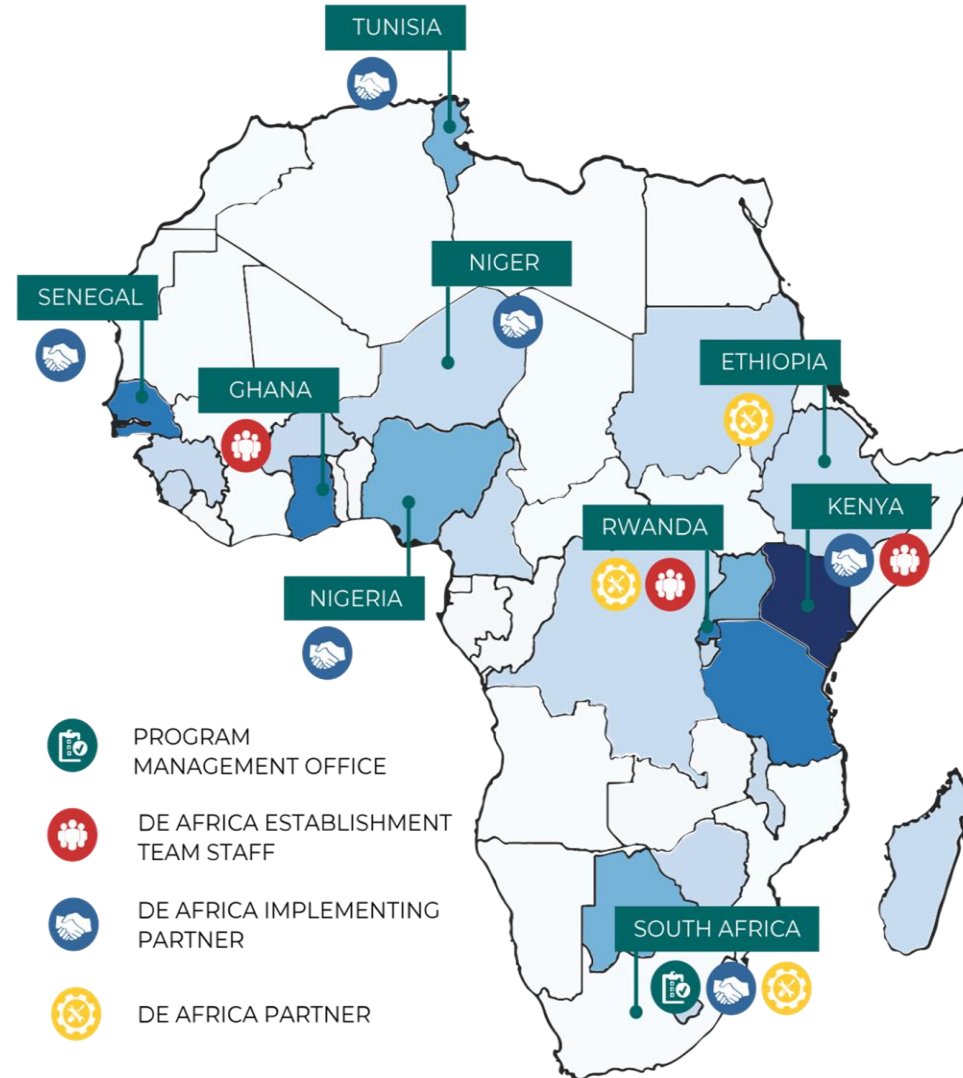 TUNISIA
NIGER
SENEGAL
ETHIOPIA
GHANA
KENYA
RWANDA
NIGERIA
PROGRAM
MANAGEMENT OFFICE
DE AFRICA ESTABLISHMENT
TEAM STAFF
DE AFRICA IMPLEMENTING
PARTNER
SOUTH AFRICA
DE AFRICA PARTNER